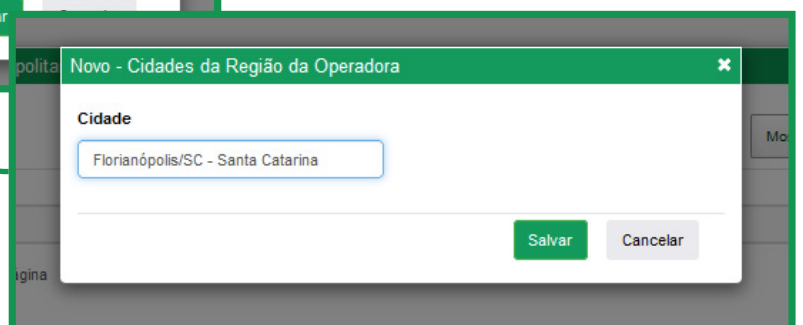 Novo - Cidades da Região da Operadora
Cidade
Florianópolis/SC - Santa Catarina
Salvar
Cancelar